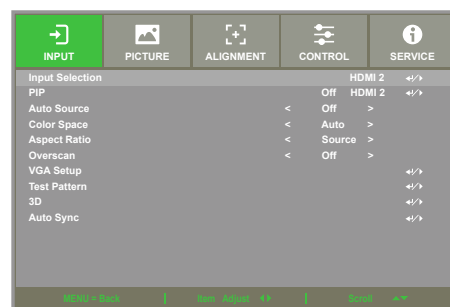 INPUT PICTURE ALIGNMENT CONTROL SERVICE
Input Selection HDMI 2
PIP Off HDMI 2
Auto Source < Off >
Color Space < Auto >
Aspect Ratio < Source >
Overscan < Off >
VGA Setup
Test Pattern
3D
Auto Sync
MENU = Back | Item Adjust | Scroll